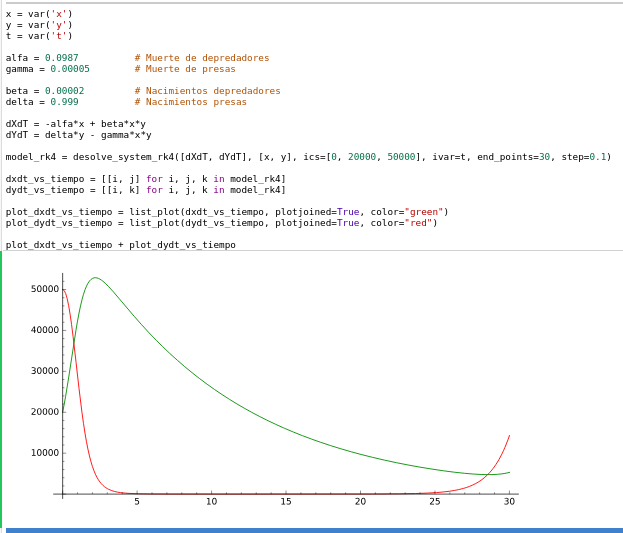 x = var('x')
y = var('y')
t = var('t')
alfa = 0.0987 # Muerte de depredadores
gamma = 0.00005 # Muerte de presas
beta = 0.00002 # Nacimientos depredadores
delta = 0.999 # Nacimientos presas
dXdT = -alfa*x + beta*x*y
dYdT = delta*y - gamma*x*y
model_rk4 = desolve_system_rk4([dXdT, dYdT], [x, y], ics=[0, 20000, 50000], ivar=t, end_points=30, step=0.1)
dxdt_vs_tiempo = [[i, j] for i, j, k in model_rk4]
dydt_vs_tiempo = [[i, k] for i, j, k in model_rk4]
plot_dxdt_vs_tiempo = list_plot(dxdt_vs_tiempo, plotjoined=True, color="green")
plot_dydt_vs_tiempo = list_plot(dydt_vs_tiempo, plotjoined=True, color="red")
plot_dxdt_vs_tiempo + plot_dydt_vs_tiempo
50000
40000
30000
20000
10000
5 10 15 20 25 30